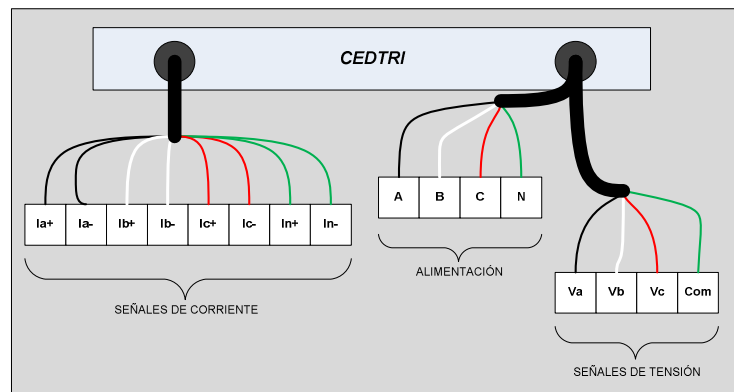 CEDTRI
Ia+ Ia- Ib+ Ib- Ic+ Ic- In+ In-
SEÑALES DE CORRIENTE
A B C N
ALIMENTACIÓN
Va Vb Vc Com
SEÑALES DE TENSIÓN